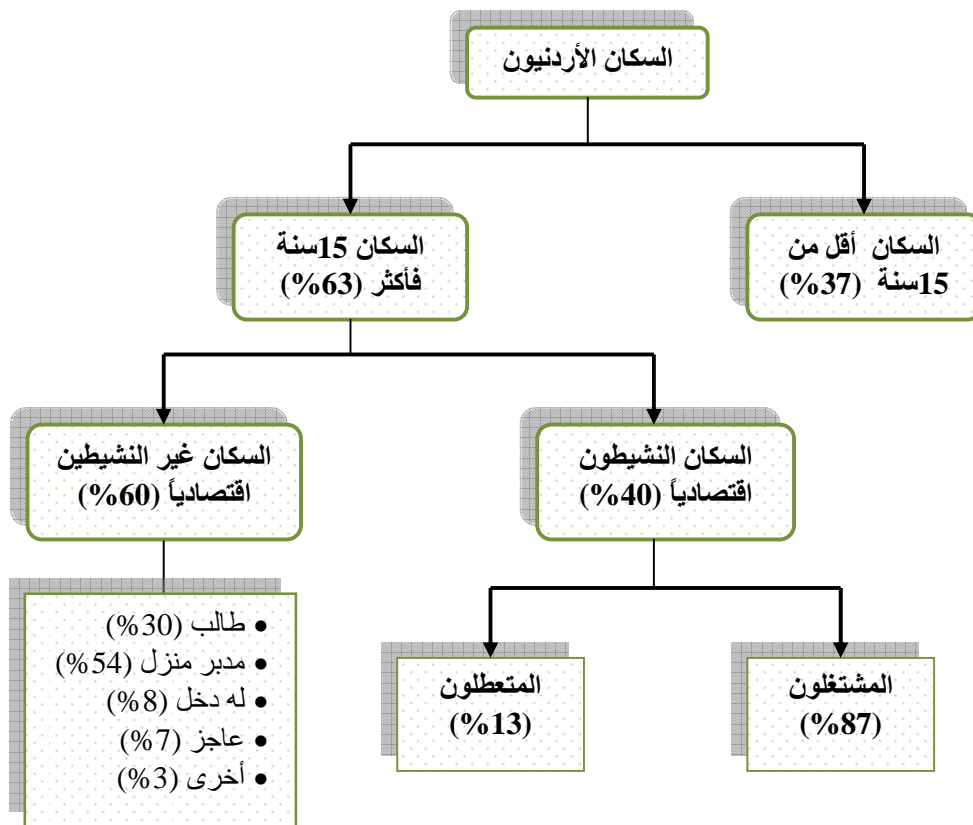 السكان الأردنيون
السكان أقل من
15سنة (37%)
السكان 15سنة
فأكثر (63%)
السكان النشيطون
اقتصادياً (40%)
السكان غير النشيطين
اقتصادياً (60%)
المشتغلون
(87%)
المتعطلون
(13%)
• طالب (30%)
• مدبر منزل (54%)
• له دخل (8%)
• عاجز (7%)
• أخرى (3%)